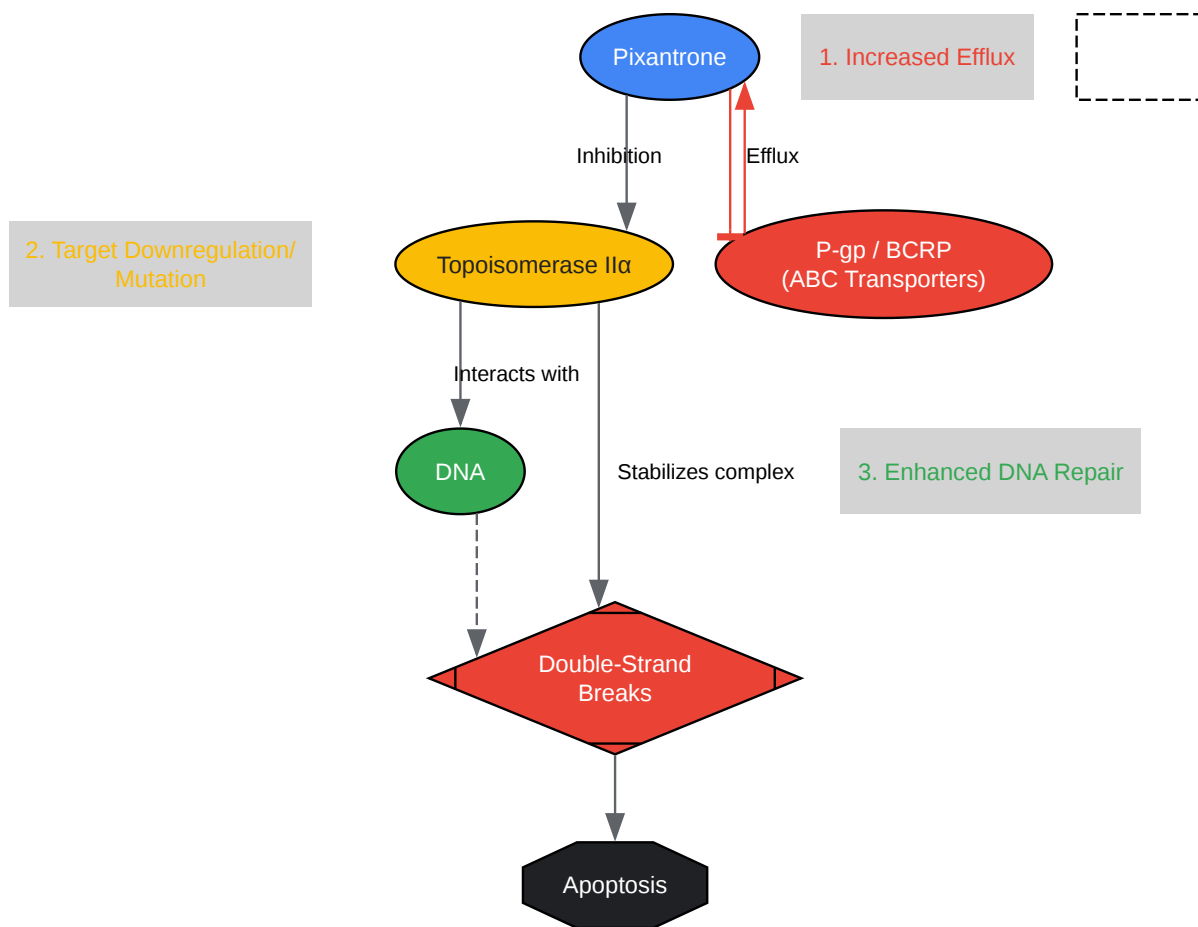 Pixantrone
1. Increased Efflux
Inhibition
Efflux
2. Target Downregulation/
Mutation
Topoisomerase IIα
P-gp / BCRP
(ABC Transporters)
Interacts with
DNA
Stabilizes complex
3. Enhanced DNA Repair
Double-Strand
Breaks
Apoptosis